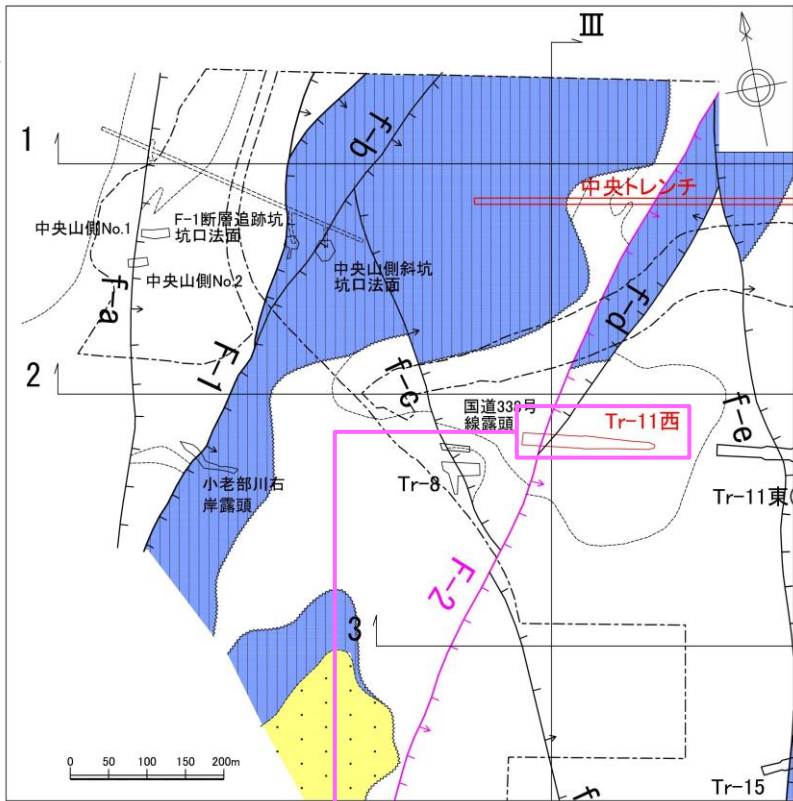 III
1
f-b
中央トレンチ
中央山側No.1
F-1断層追跡坑
坑口法面
中央山側斜坑
坑口法面
中央山側No.2
f-a
f-d
F-1
2
f-c
国道338号
線露頭
Tr-11西
f-e
Tr-8
Tr-11東(
小老部川右
岸露頭
F-2
3
0 50 100 150 200m
Tr-15
f